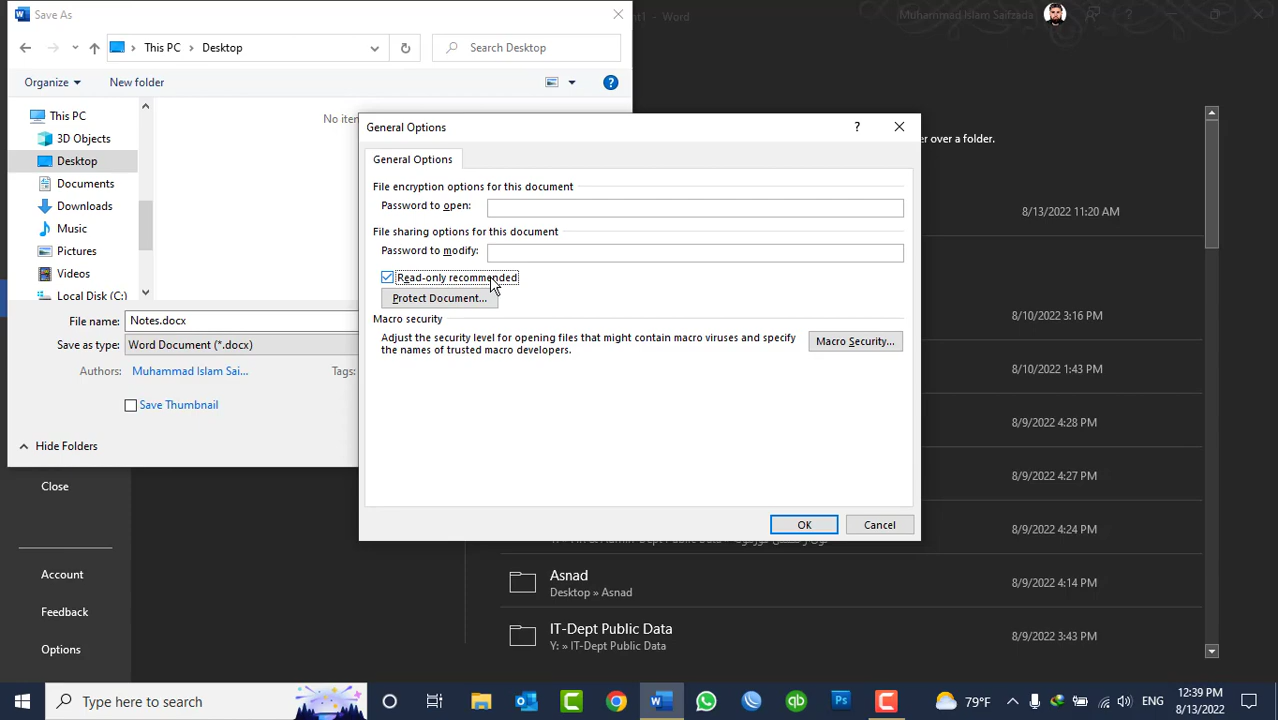 Save As
nt1 - Word
Muhammad Islam Saifzada
This PC
Desktop
Search Desktop
Organize
New folder
This PC
3D Objects
Desktop
Documents
Downloads
Music
Pictures
Videos
Local Disk (C:)
No ite
File name: Notes.docx
Save as type: Word Document (*.docx)
Authors: Muhammad Islam Sai...
Tags:
Save Thumbnail
Hide Folders
General Options
General Options
File encryption options for this document
Password to open:
File sharing options for this document
Password to modify:
Read-only recommended
Protect Document...
Macro security
Adjust the security level for opening files that might contain macro viruses and specify
the names of trusted macro developers.
Macro Security...
OK
Cancel
er over a folder.
8/13/2022 11:20 AM
8/10/2022 3:16 PM
8/10/2022 1:43 PM
8/9/2022 4:28 PM
8/9/2022 4:27 PM
8/9/2022 4:24 PM
Asnad
Desktop » Asnad
8/9/2022 4:14 PM
IT-Dept Public Data
Y: » IT-Dept Public Data
8/9/2022 3:43 PM
Close
Account
Feedback
Options
Type here to search
79°F
ENG
12:39 PM
8/13/2022